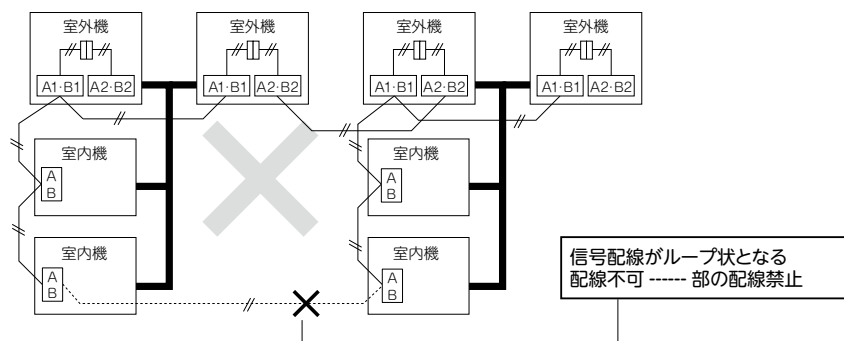 室外機
室外機
室外機
室外機
A1·B1 A2·B2
A1·B1 A2·B2
A1·B1 A2·B2
A1·B1 A2·B2
室内機
A
B
室内機
A
B
室内機
A
B
室内機
A
B
信号配線がループ状となる
配線不可 ------ 部の配線禁止